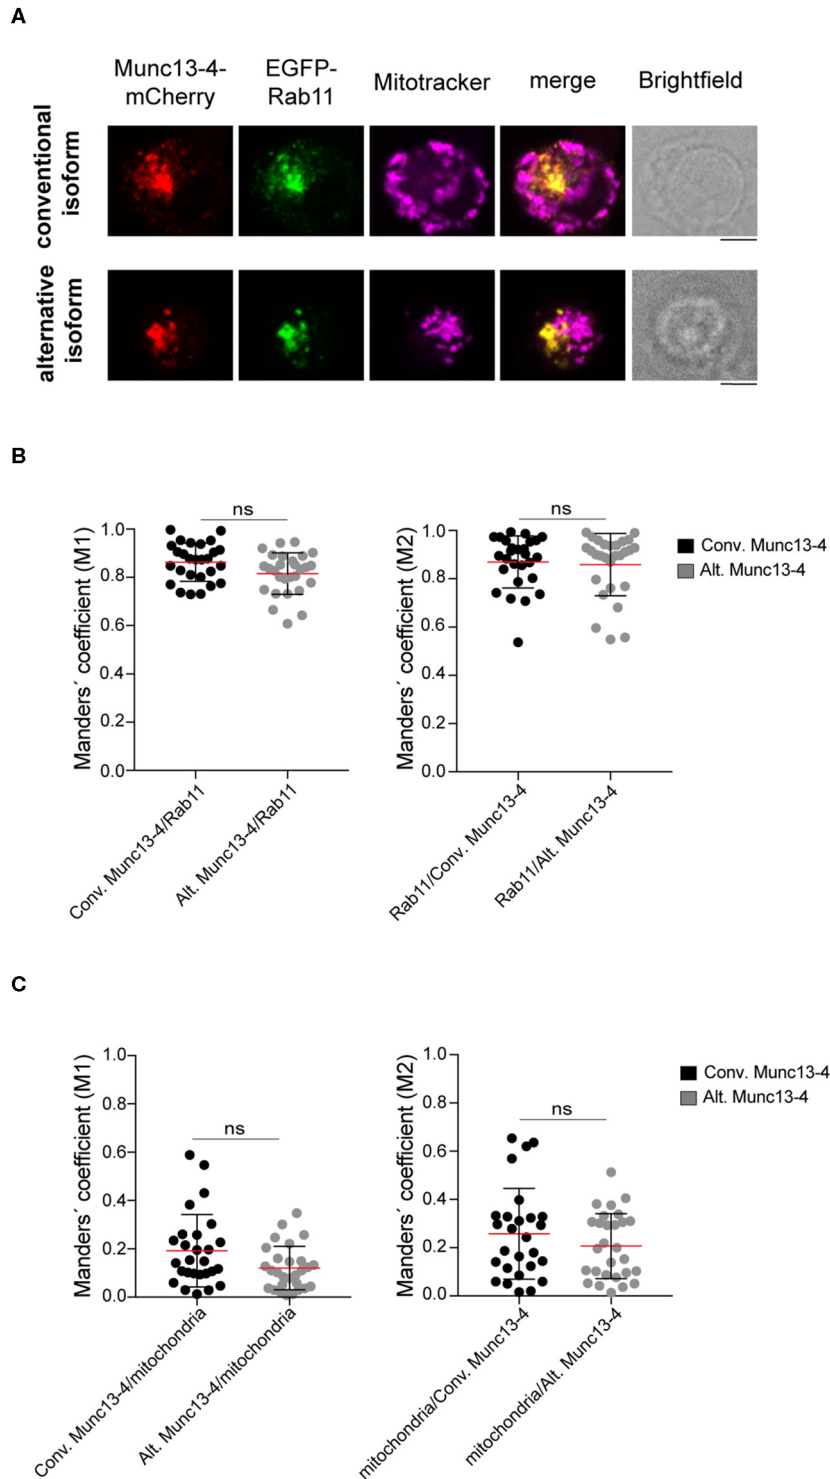 A
Munc13-4-
mCherry
EGFP-
Rab11
Mitotracker
merge
Brightfield
conventional
isoform
alternative
isoform
B
Manders´ coefficient (M1)
1.0
0.8
0.6
0.4
0.2
0.0
ns
Conv. Munc13-4/Rab11
Alt. Munc13-4/Rab11
Manders´ coefficient (M2)
1.0
0.8
0.6
0.4
0.2
0.0
ns
Rab11/Conv. Munc13-4
Rab11/Alt. Munc13-4
Conv. Munc13-4
Alt. Munc13-4
C
Manders´ coefficient (M1)
1.0
0.8
0.6
0.4
0.2
0.0
ns
Conv. Munc13-4/mitochondria
Alt. Munc13-4/mitochondria
Manders´ coefficient (M2)
1.0
0.8
0.6
0.4
0.2
0.0
ns
mitochondria/Conv. Munc13-4
mitochondria/Alt. Munc13-4
Conv. Munc13-4
Alt. Munc13-4